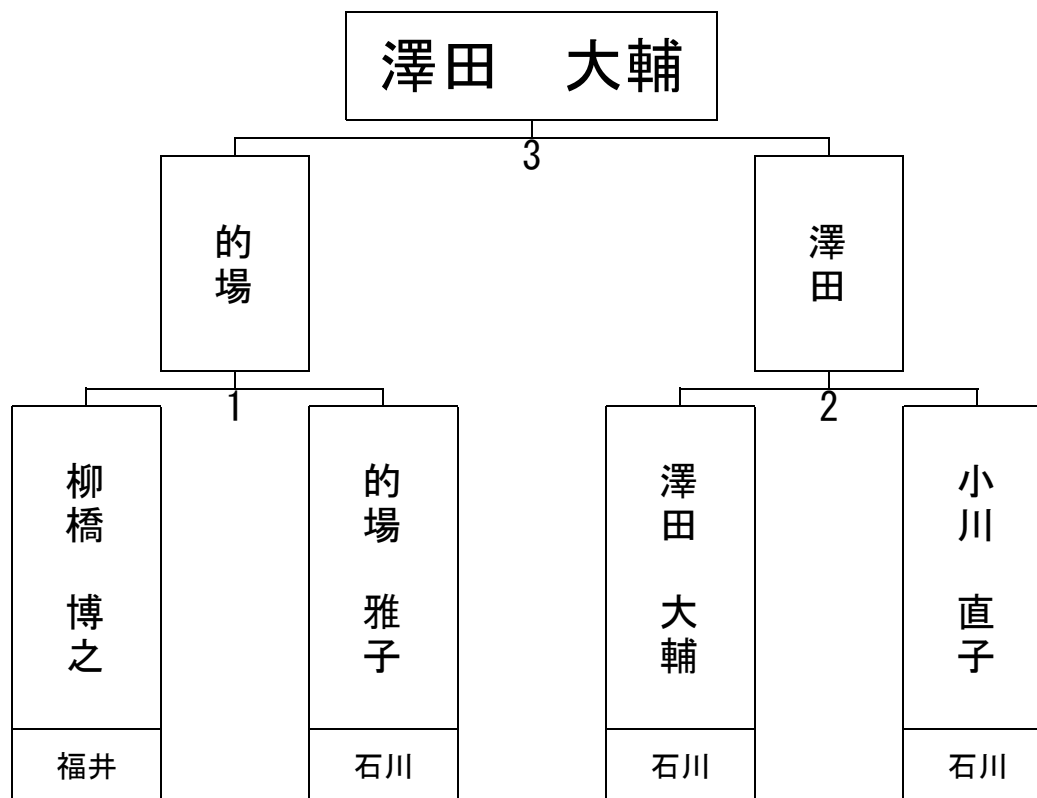 澤田　大輔
3
的場
澤田
1
2
柳橋　博之
的場　雅子
澤田　大輔
小川　直子
福井
石川
石川
石川